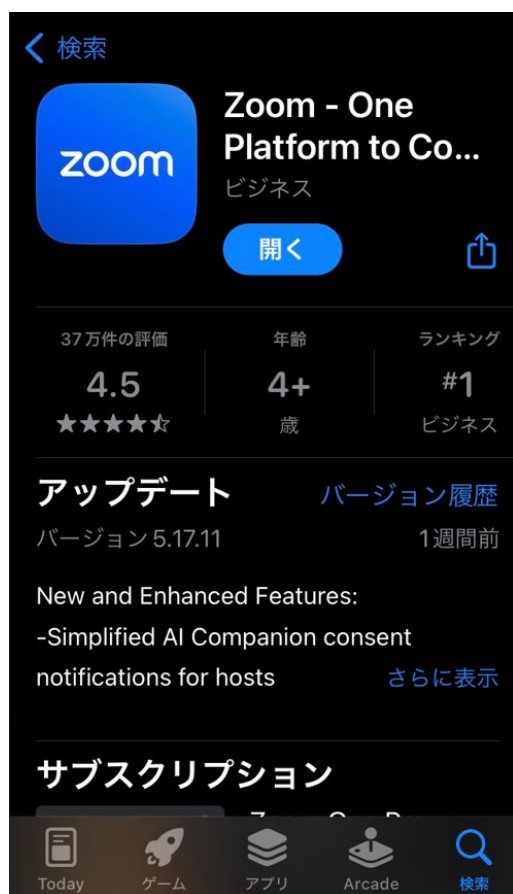 検索
zoom
Zoom - One
Platform to Co...
ビジネス
開く
37万件の評価
年齢
ランキング
4.5
4+
#1
歳
ビジネス
アップデート
バージョン履歴
バージョン 5.17.11
1週間前
New and Enhanced Features:
-Simplified AI Companion consent
notifications for hosts
さらに表示
サブスクリプション
Today
ゲーム
アプリ
Arcade
検索